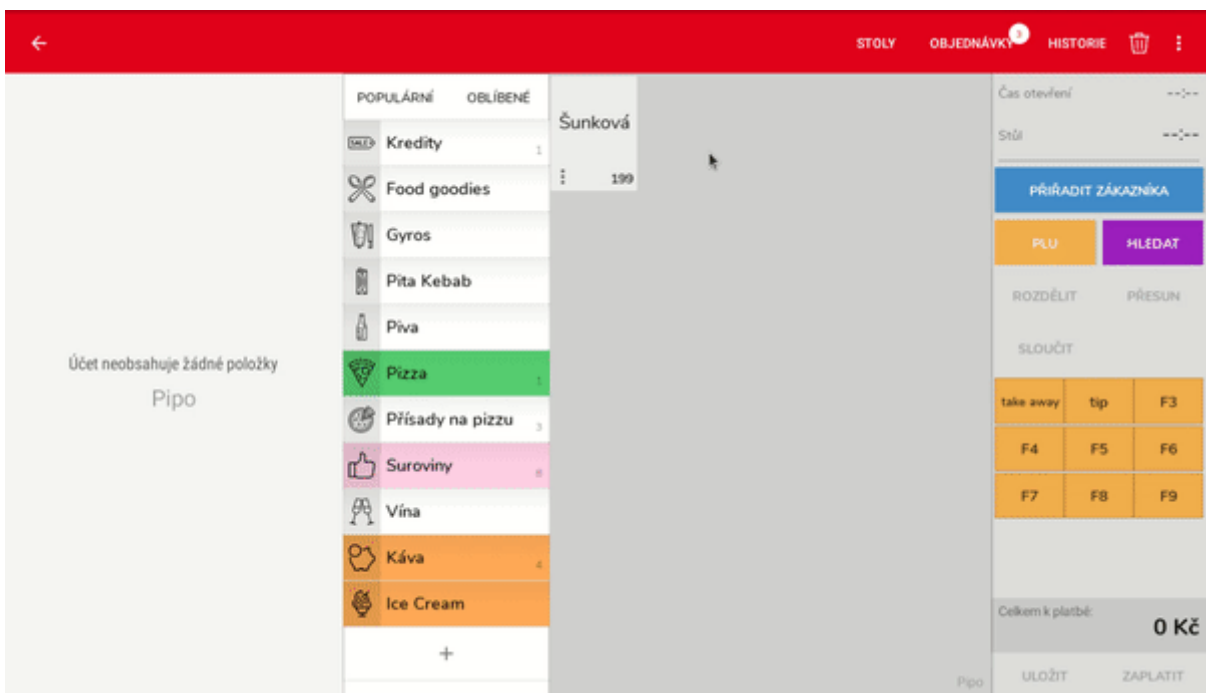 STOLY OBJEDNÁVKY 3 HISTORIE
Účet neobsahuje žádné položky
Pipo
POPULÁRNÍ OBLÍBENÉ
SALE Kredity 1
Food goodies
Gyros
Pita Kebab
Piva
Pizza 1
Přísady na pizzu 3
Suroviny 8
Vína
Káva 4
Ice Cream
+
Šunková
199
Pipo
Čas otevření --:--
Stůl --:--
PŘIŘADIT ZÁKAZNÍKA
PLU HLEDAT
ROZDĚLIT PŘESUN
SLOUČIT
take away tip F3
F4 F5 F6
F7 F8 F9
Celkem k platbě:
0 Kč
ULOŽIT ZAPLATIT